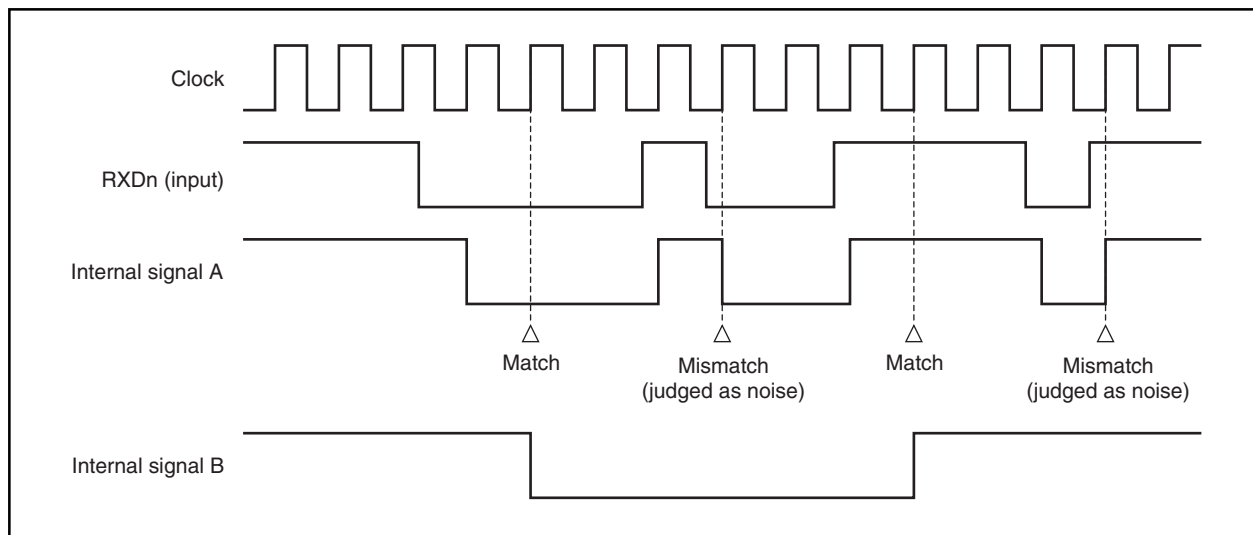 Clock
RXDn (input)
Internal signal A
Match
Mismatch
(judged as noise)
Match
Mismatch
(judged as noise)
Internal signal B